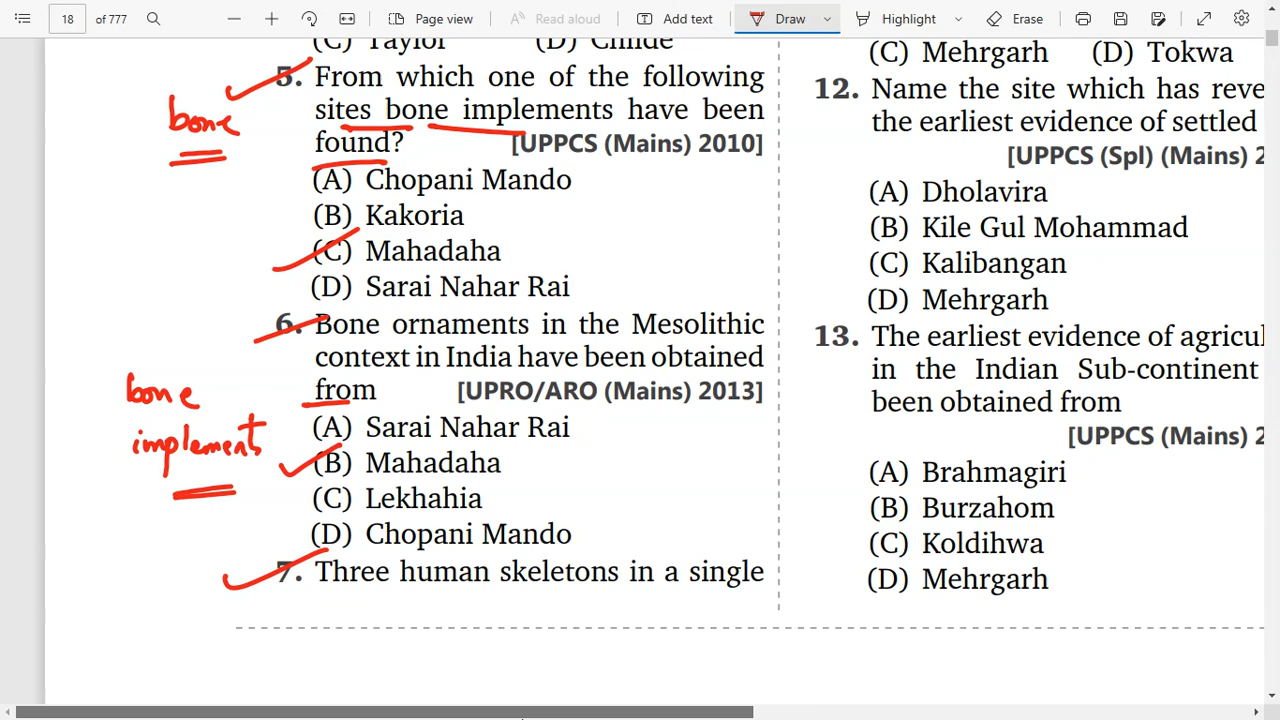 18
of 777
Page view
Read aloud
Add text
Draw
Highlight
Erase
(C) Taylor (D) Childe
5. From which one of the following
sites bone implements have been
found? [UPPCS (Mains) 2010]
(A) Chopani Mando
(B) Kakoria
(C) Mahadaha
(D) Sarai Nahar Rai
6. Bone ornaments in the Mesolithic
context in India have been obtained
from [UPRO/ARO (Mains) 2013]
(A) Sarai Nahar Rai
(B) Mahadaha
(C) Lekhahia
(D) Chopani Mando
7. Three human skeletons in a single
bone
bone
implement
(C) Mehrgarh (D) Tokwa
12. Name the site which has reve
the earliest evidence of settled
[UPPCS (Spl) (Mains) 2
(A) Dholavira
(B) Kile Gul Mohammad
(C) Kalibangan
(D) Mehrgarh
13. The earliest evidence of agricul
in the Indian Sub-continent
been obtained from
[UPPCS (Mains) 2
(A) Brahmagiri
(B) Burzahom
(C) Koldihwa
(D) Mehrgarh